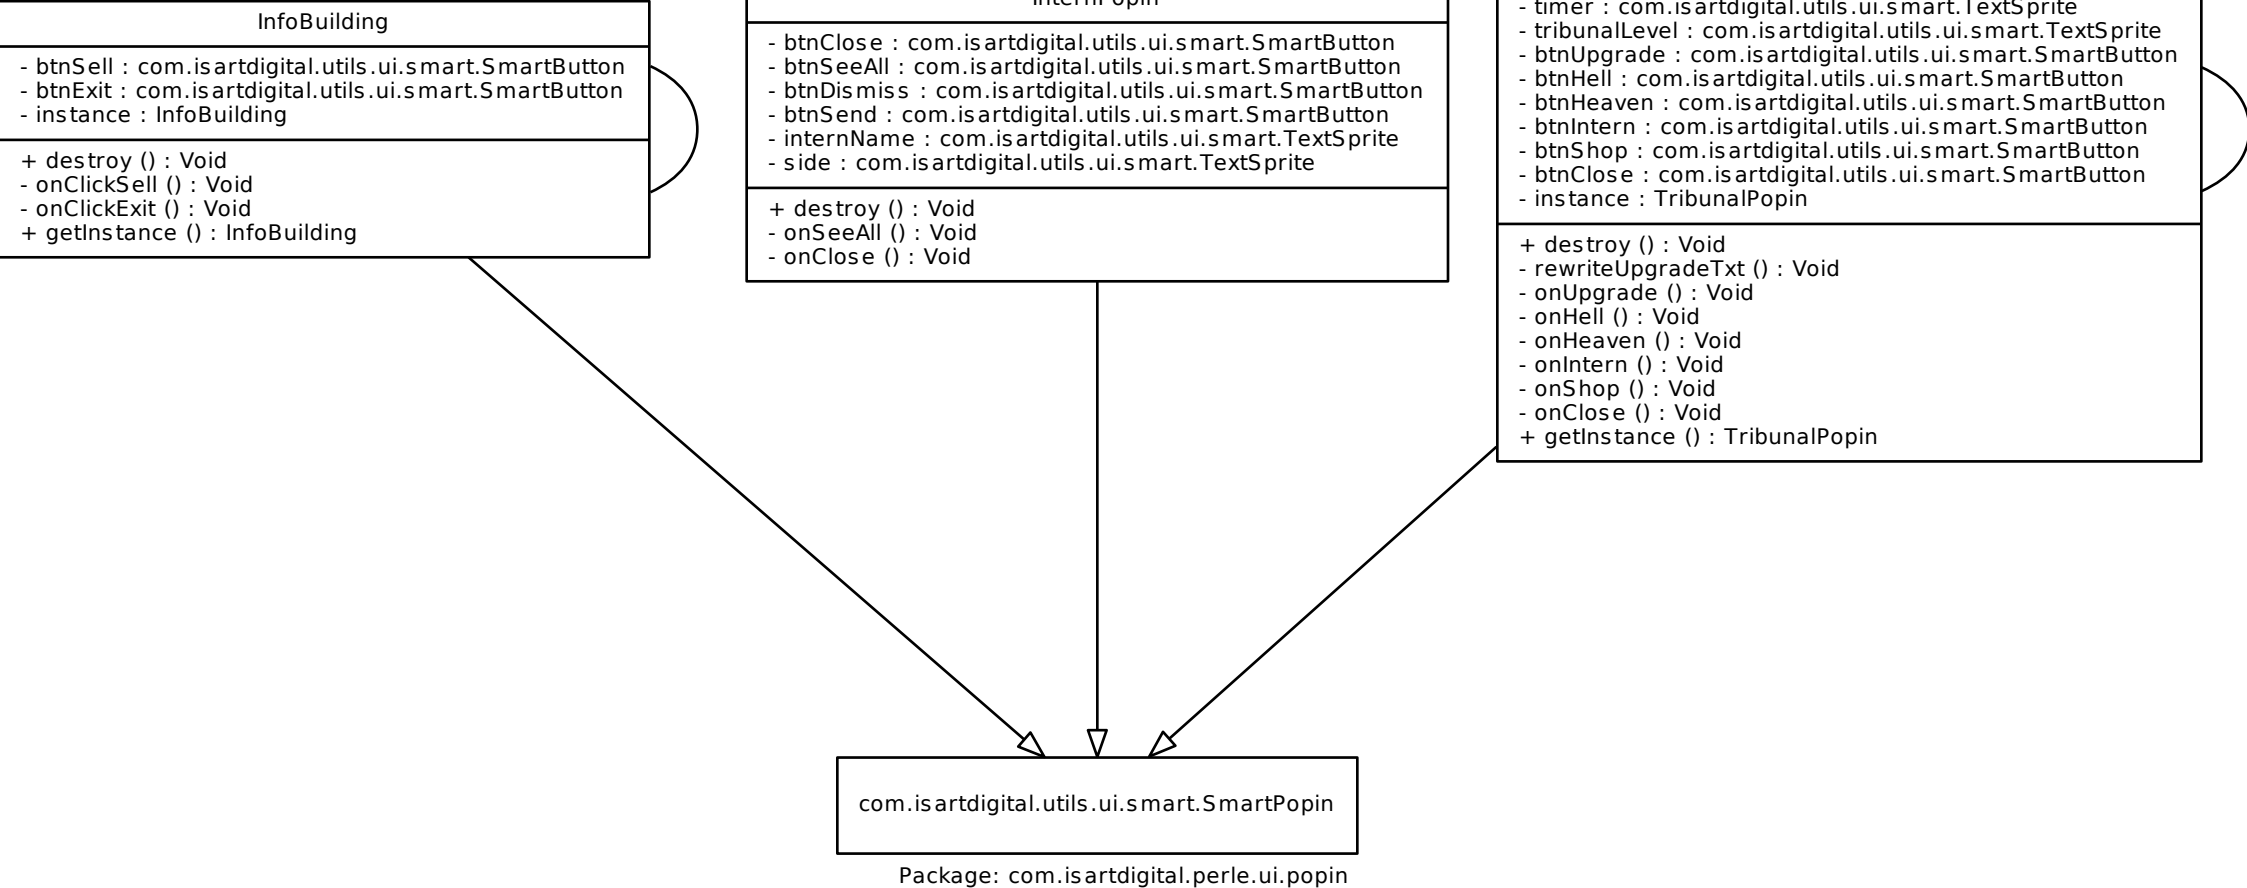 InfoBuilding
- btnSell : com.isartdigital.utils.ui.smart.SmartButton
- btnExit : com.isartdigital.utils.ui.smart.SmartButton
- instance : InfoBuilding
+ destroy () : Void
- onClickSell () : Void
- onClickExit () : Void
+ getInstance () : InfoBuilding
InternPopin
- btnClose : com.isartdigital.utils.ui.smart.SmartButton
- btnSeeAll : com.isartdigital.utils.ui.smart.SmartButton
- btnDismiss : com.isartdigital.utils.ui.smart.SmartButton
- btnSend : com.isartdigital.utils.ui.smart.SmartButton
- internName : com.isartdigital.utils.ui.smart.TextSprite
- side : com.isartdigital.utils.ui.smart.TextSprite
+ destroy () : Void
- onSeeAll () : Void
- onClose () : Void
- timer : com.isartdigital.utils.ui.smart.TextSprite
- tribunalLevel : com.isartdigital.utils.ui.smart.TextSprite
- btnUpgrade : com.isartdigital.utils.ui.smart.SmartButton
- btnHell : com.isartdigital.utils.ui.smart.SmartButton
- btnHeaven : com.isartdigital.utils.ui.smart.SmartButton
- btnIntern : com.isartdigital.utils.ui.smart.SmartButton
- btnShop : com.isartdigital.utils.ui.smart.SmartButton
- btnClose : com.isartdigital.utils.ui.smart.SmartButton
- instance : TribunalPopin
+ destroy () : Void
- rewriteUpgradeTxt () : Void
- onUpgrade () : Void
- onHell () : Void
- onHeaven () : Void
- onIntern () : Void
- onShop () : Void
- onClose () : Void
+ getInstance () : TribunalPopin
com.isartdigital.utils.ui.smart.SmartPopin
Package: com.isartdigital.perle.ui.popin